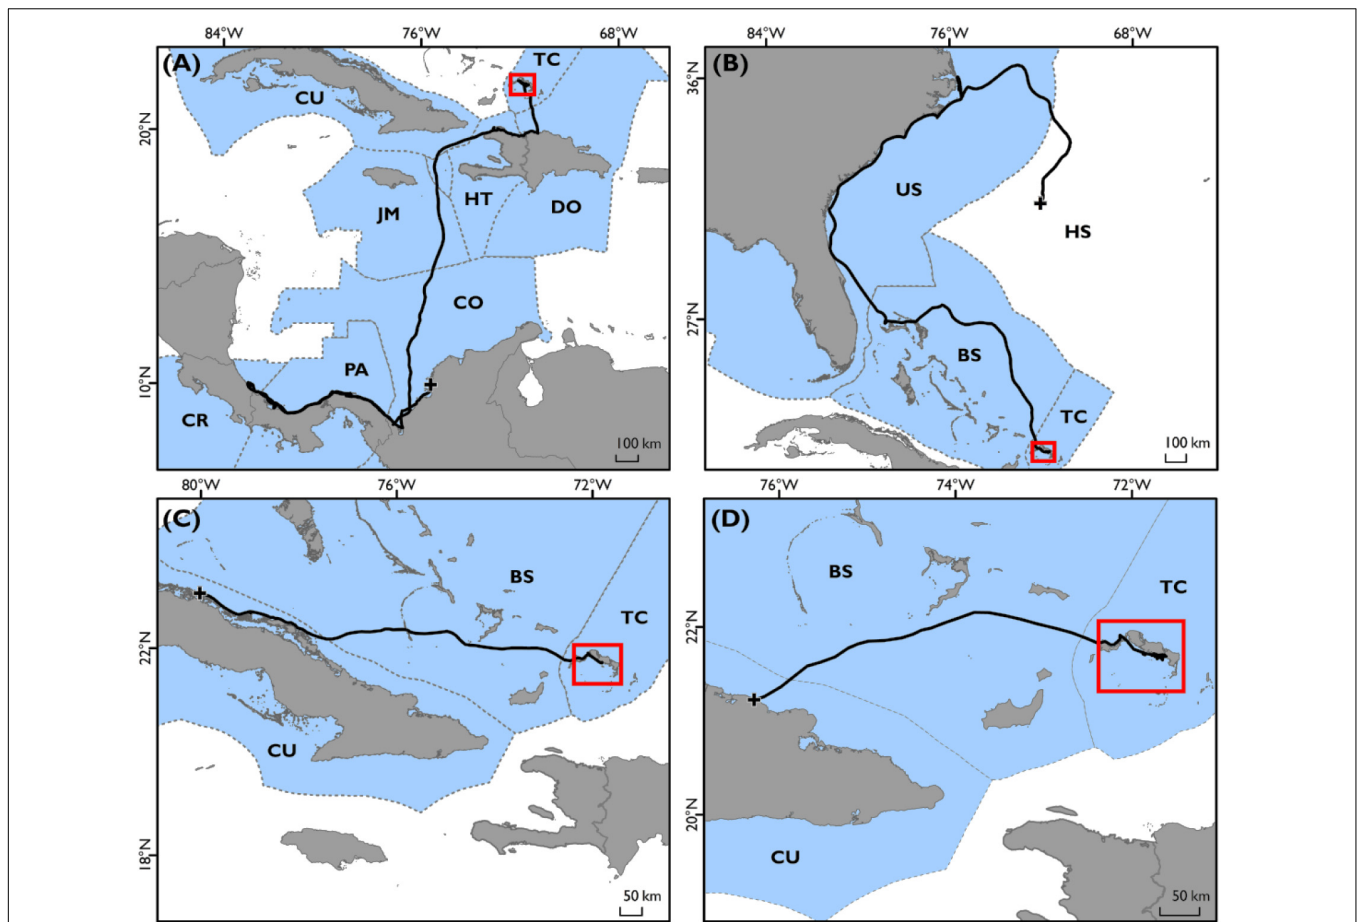 84°W 76°W 68°W
(A) TC
CU
20°N
JM HT DO
CO
PA
10°N
CR
100 km
84°W 76°W 68°W
(B)
36°N
US
HS
27°N
BS
TC
100 km
80°W 76°W 72°W
(C)
BS
TC
22°N
CU
18°N
50 km
76°W 74°W 72°W
(D)
BS
TC
22°N
20°N
CU
50 km